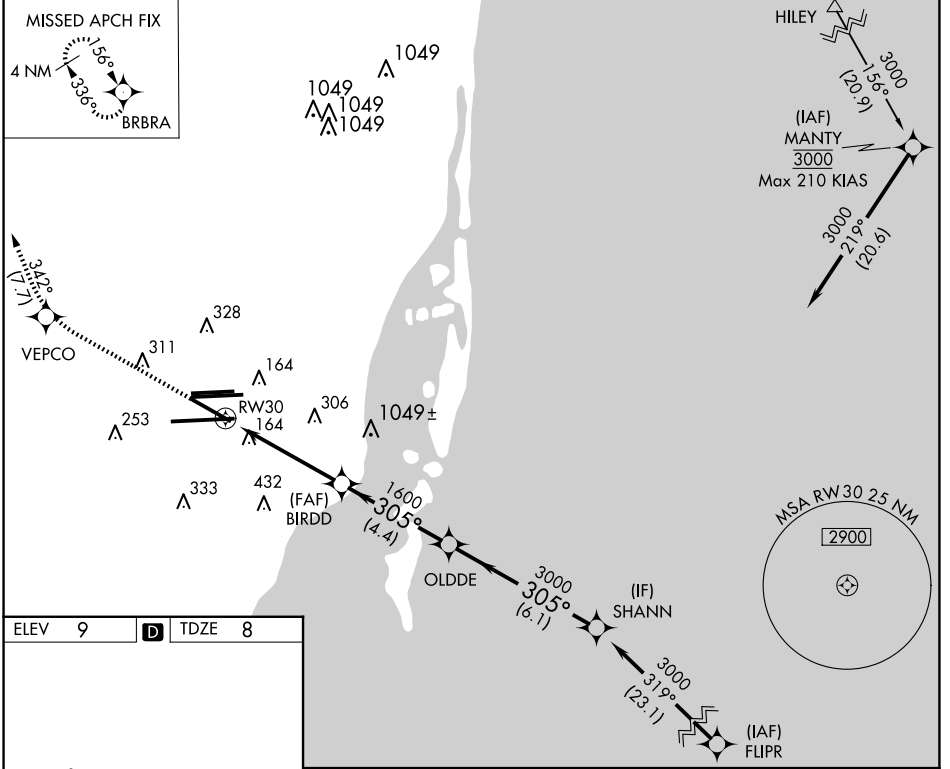 MISSED APCH FIX
4 NM
156°
336°
BRBRA
1049
1049
1049
1049
HILEY
3000
156°
(20.9)
(IAF)
MANTY
3000
Max 210 KIAS
3000
219°
(20.6)
342°
(7.7)
VEPCO
328
311
164
RW30
164
306
1049±
253
333
432
(FAF)
BIRDD
1600
305°
(4.4)
OLDDE
3000
305°
(6.1)
(IF)
SHANN
3000
319°
(23.1)
(IAF)
FLIPR
MSA RW30 25 NM
2900
ELEV 9 D TDZE 8